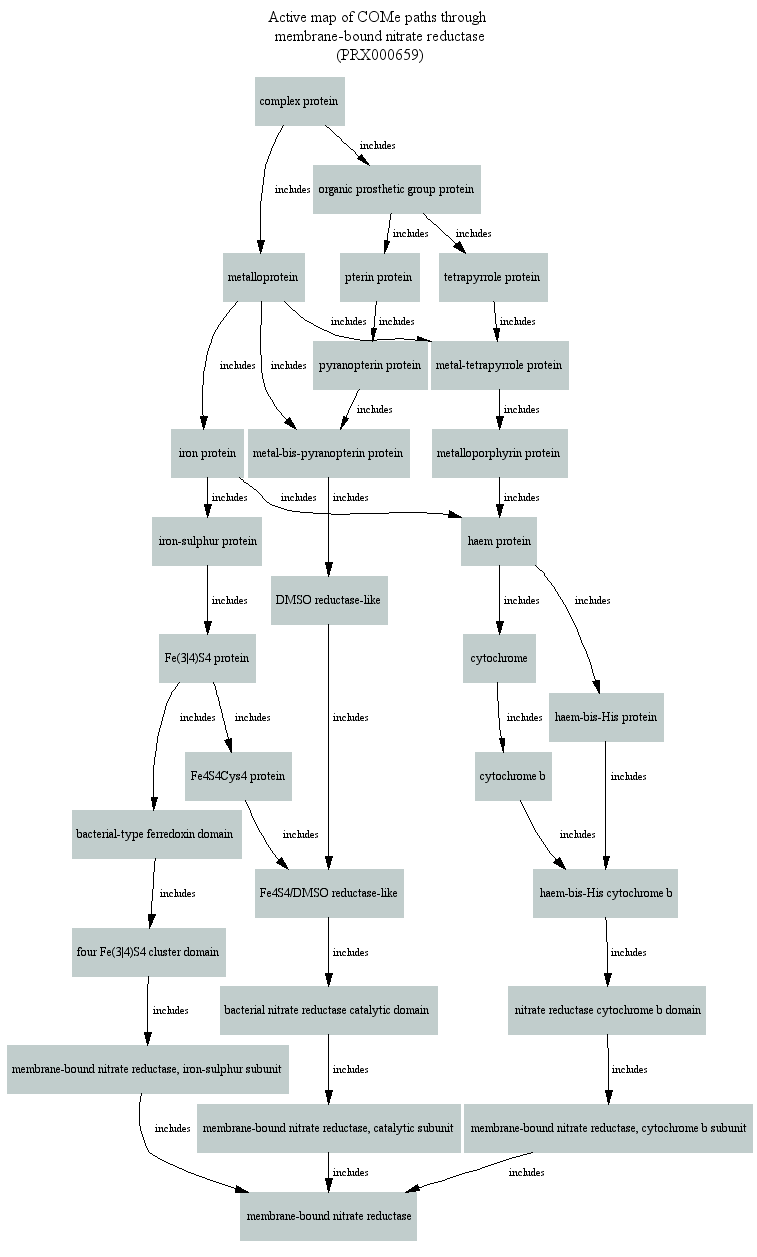 Active map of COMe paths through
membrane-bound nitrate reductase
(PRX000659)
complex protein
includes
includes
organic prosthetic group protein
includes
includes
metalloprotein
pterin protein
tetrapyrrole protein
includes
includes
includes
includes
includes
pyranopterin protein
metal-tetrapyrrole protein
includes
includes
iron protein
metal-bis-pyranopterin protein
metalloporphyrin protein
includes
includes
includes
includes
iron-sulphur protein
haem protein
includes
DMSO reductase-like
includes
includes
Fe(3|4)S4 protein
cytochrome
haem-bis-His protein
includes
includes
includes
includes
Fe4S4Cys4 protein
cytochrome b
includes
bacterial-type ferredoxin domain
includes
includes
includes
Fe4S4/DMSO reductase-like
haem-bis-His cytochrome b
four Fe(3|4)S4 cluster domain
includes
includes
includes
bacterial nitrate reductase catalytic domain
nitrate reductase cytochrome b domain
membrane-bound nitrate reductase, iron-sulphur subunit
includes
includes
includes
membrane-bound nitrate reductase, catalytic subunit
membrane-bound nitrate reductase, cytochrome b subunit
includes
includes
membrane-bound nitrate reductase